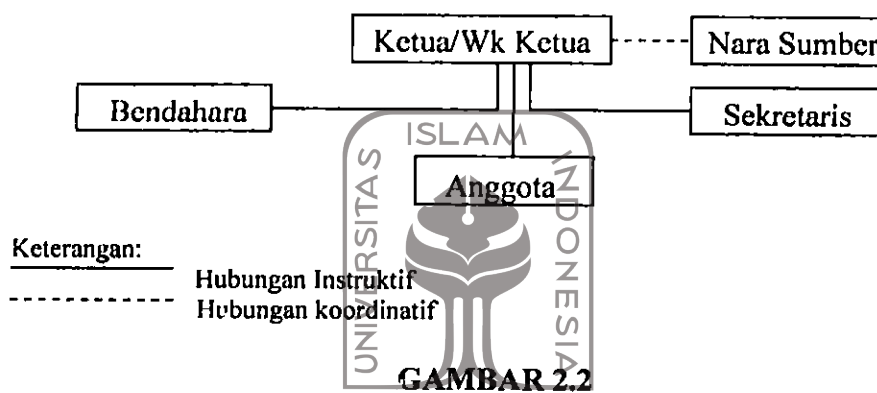 Ketua/Wk Ketua
Nara Sumber
Bendahara
Sekretaris
Anggota
UNIVERSITAS
ISLAM
INDONESIA
Keterangan:
Hubungan Instruktif
Hubungan koordinatif
GAMBAR 2.2